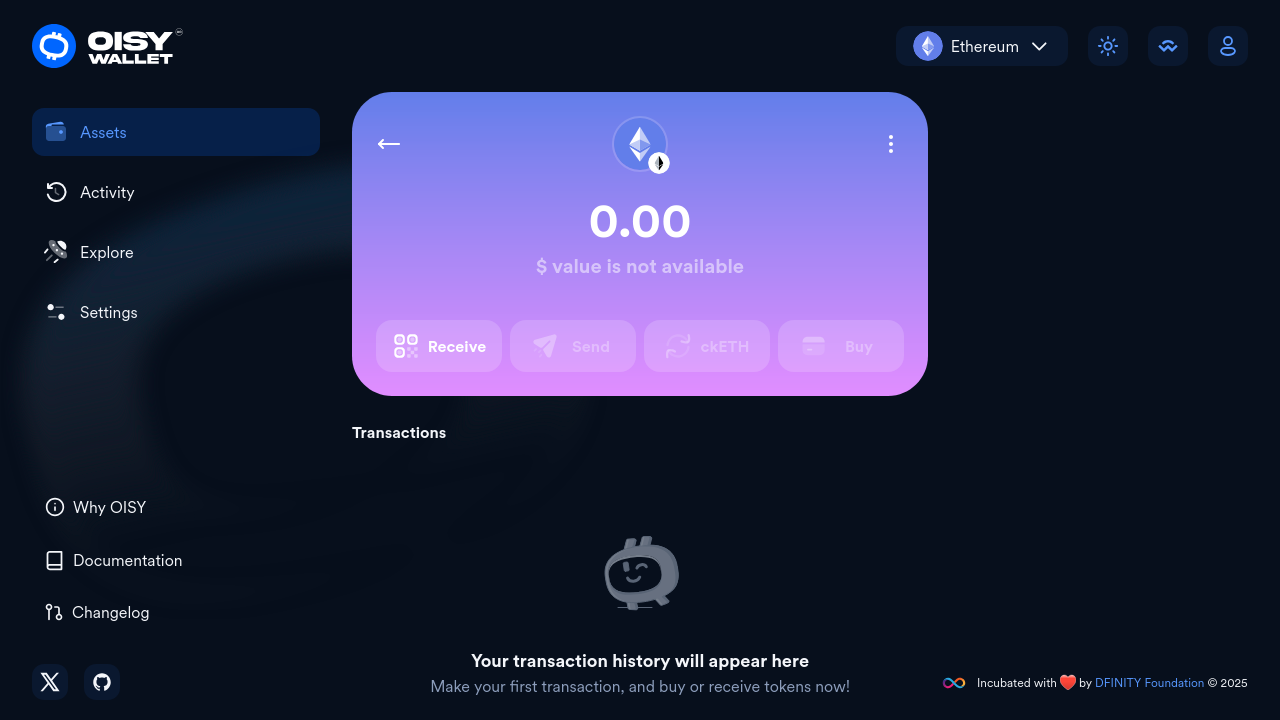 OISY
WALLET
Ethereum
Assets
Activity
Explore
Settings
0.00
$ value is not available
Receive
Send
ckETH
Buy
Transactions
Why OISY
Documentation
Changelog
Your transaction history will appear here
Make your first transaction, and buy or receive tokens now!
Incubated with ❤️ by DFINITY Foundation © 2025